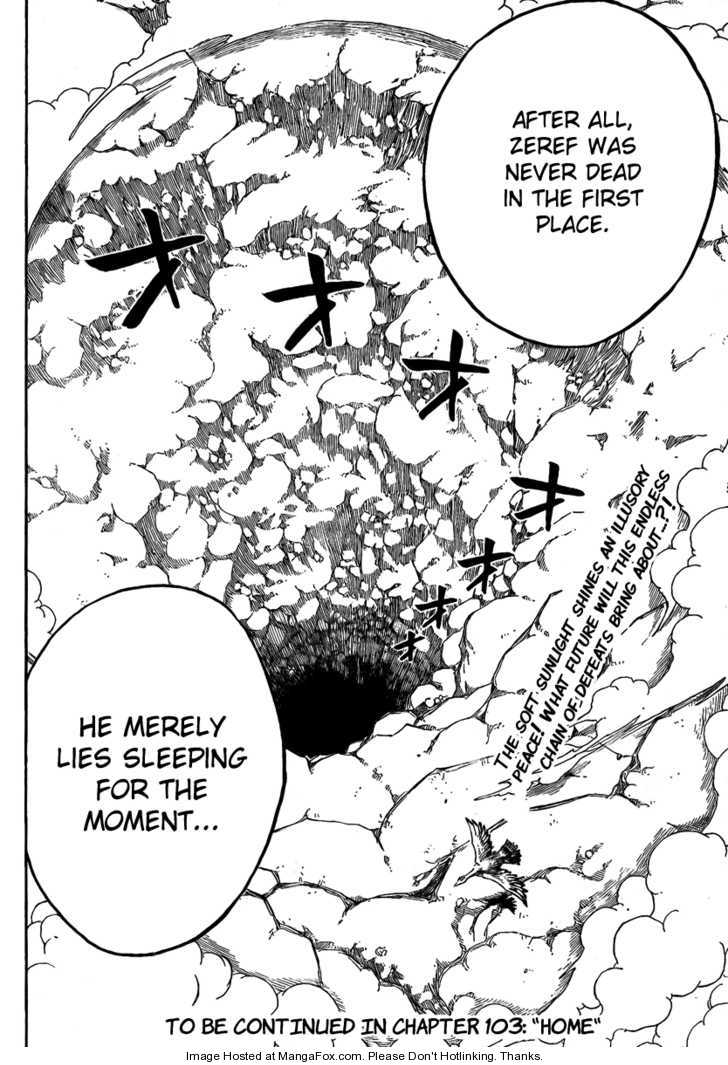 AFTER ALL,
ZEREF WAS
NEVER DEAD
IN THE FIRST
PLACE.
オ
オ
オ
オ
オ
オ
オ
THE SOFT SUNLIGHT SHINES AN ILLUSORY
PEACE! WHAT FUTURE WILL THIS ENDLESS
CHAIN OF DEFEATS BRING ABOUT...?!
HE MERELY
LIES SLEEPING
FOR THE
MOMENT...
TO BE CONTINUED IN CHAPTER 103: "HOME"
Image Hosted at MangaFox.com. Please Don't Hotlinking. Thanks.